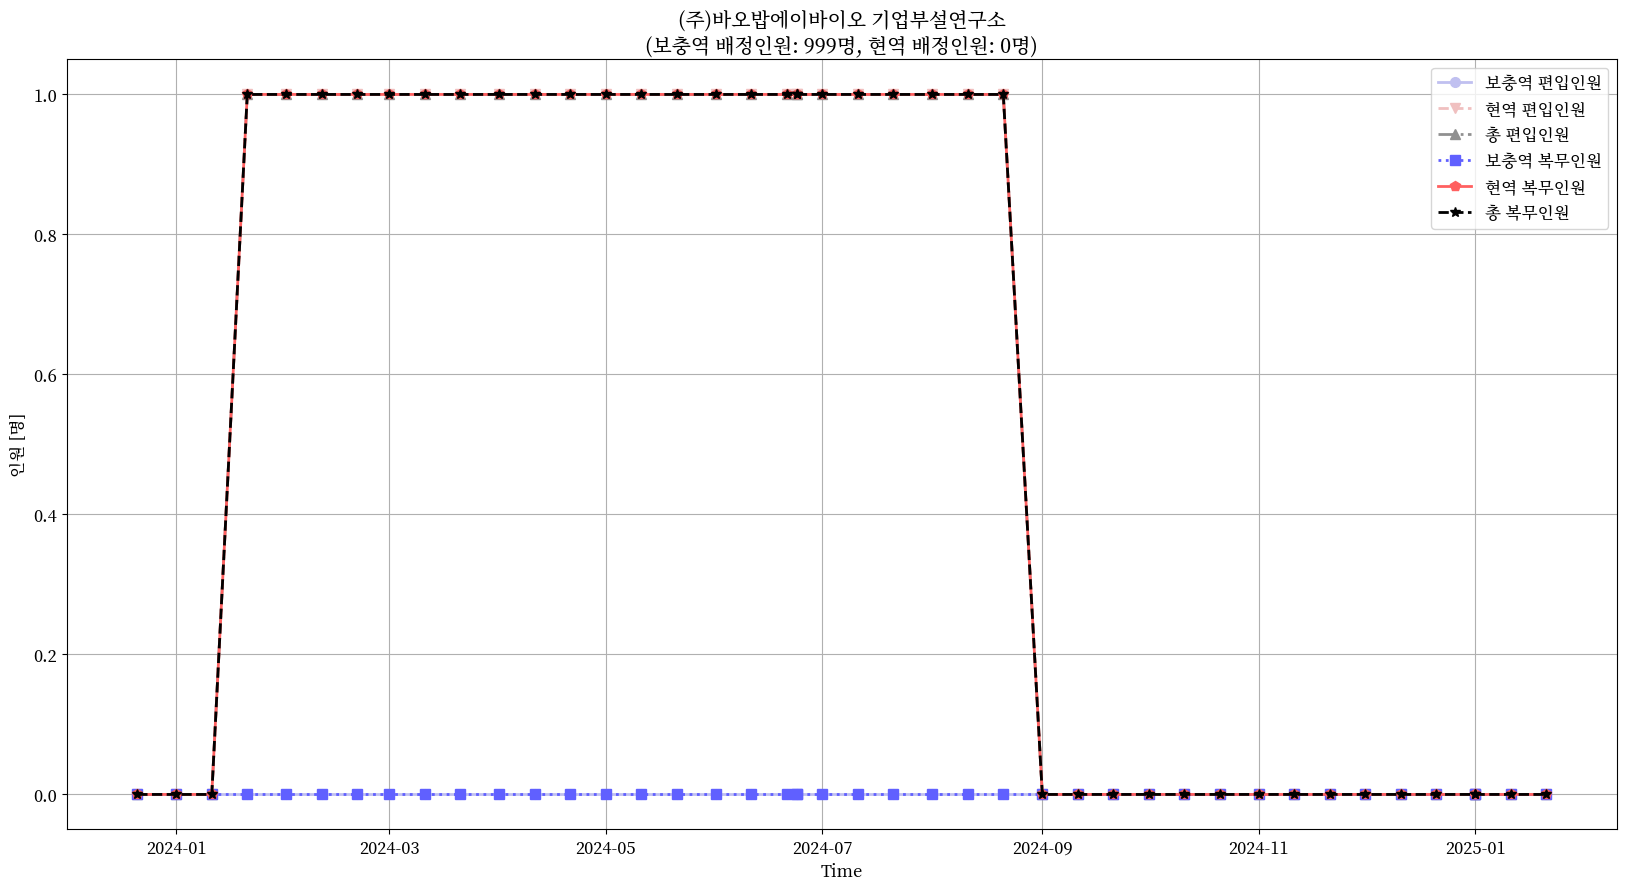 (주)바오밥에이바이오 기업부설연구소
(보충역 배정인원: 999명, 현역 배정인원: 0명)
보충역 편입인원
현역 편입인원
총 편입인원
보충역 복무인원
현역 복무인원
총 복무인원
인원 [명]
1.0
0.8
0.6
0.4
0.2
0.0
2024-01
2024-03
2024-05
2024-07
2024-09
2024-11
2025-01
Time